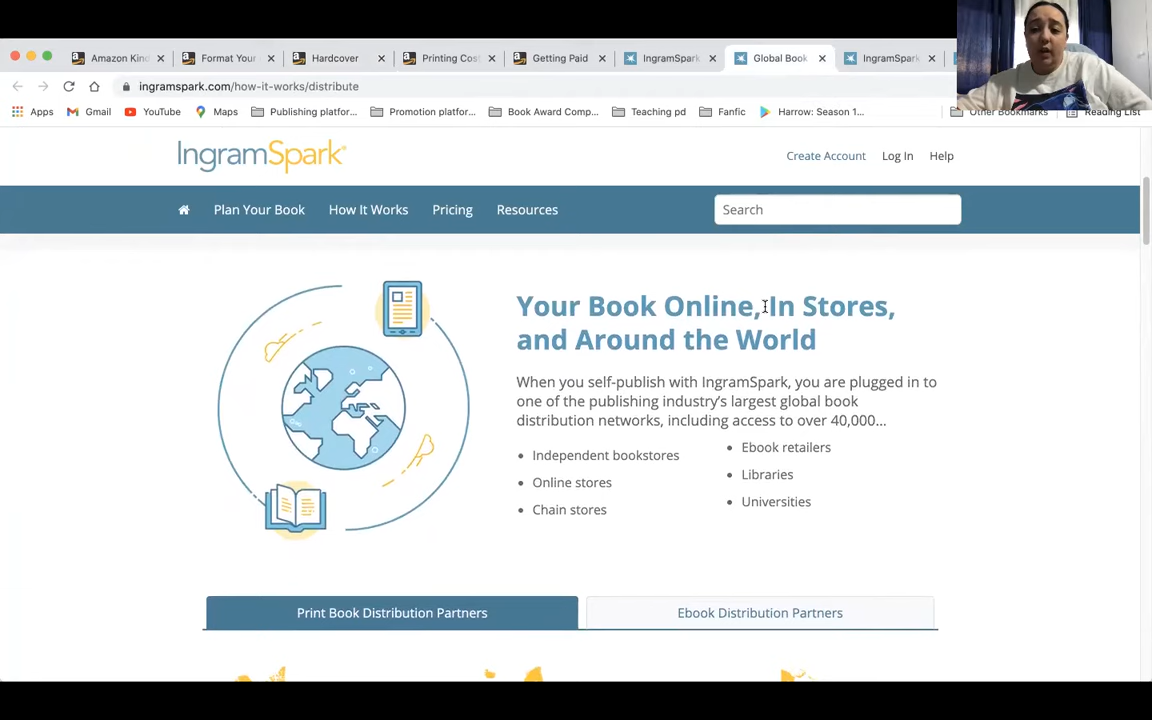 Amazon Kin
Format Your
Hardcover
Printing Cos
Getting Paid
IngramSpark
Global Book
IngramSpark
ingramspark.com/how-it-works/distribute
Apps
Gmail
YouTube
Maps
Publishing platfor...
Promotion platfor...
Book Award Comp...
Teaching pd
Fanfic
Harrow: Season 1...
Other Bookmarks
Reading List
IngramSpark®
Create Account
Log In
Help
Plan Your Book
How It Works
Pricing
Resources
Search
Your Book Online, In Stores,
and Around the World
When you self-publish with IngramSpark, you are plugged in to
one of the publishing industry's largest global book
distribution networks, including access to over 40,000...
Independent bookstores
Online stores
Chain stores
Ebook retailers
Libraries
Universities
Print Book Distribution Partners
Ebook Distribution Partners